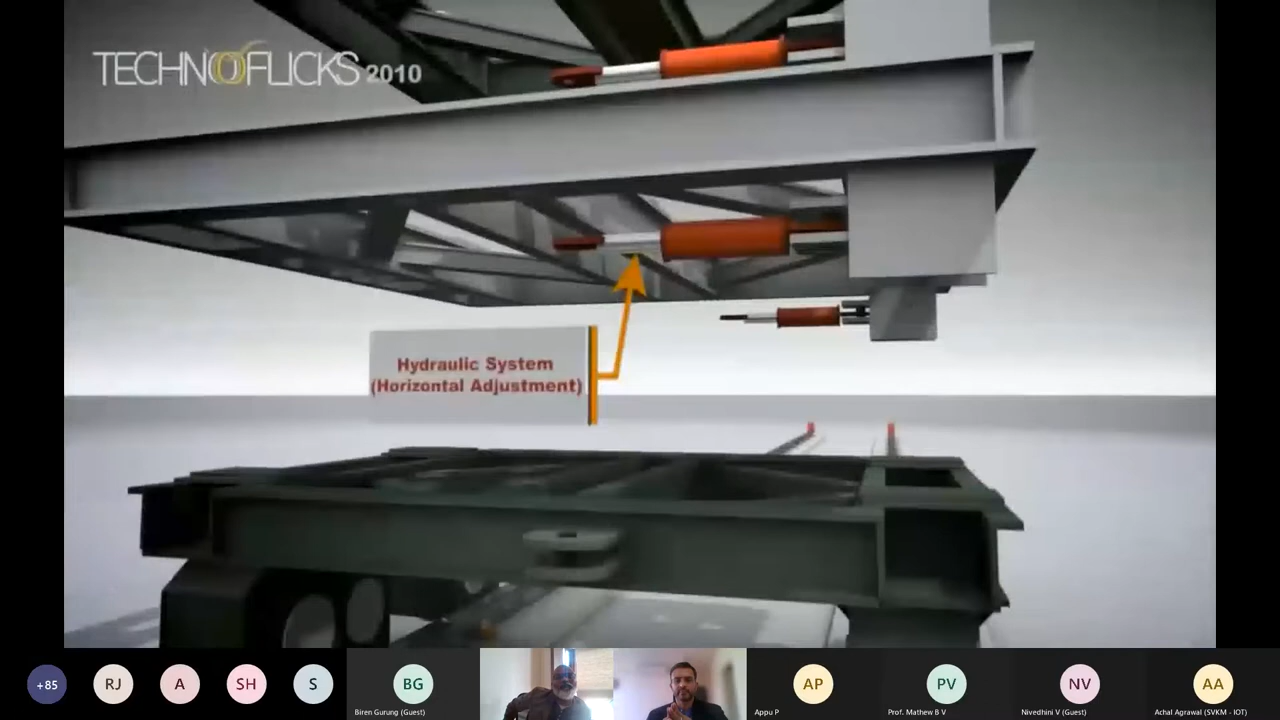 TECHNOFLICKS 2010
Hydraulic System
(Horizontal Adjustment)
+85
RJ
A
SH
S
BG
Biren Gurung (Guest)
AP
Appu P
PV
Prof. Mathew B V
NV
Nivedhini V (Guest)
AA
Achal Agrawal (SVKM - IOT)